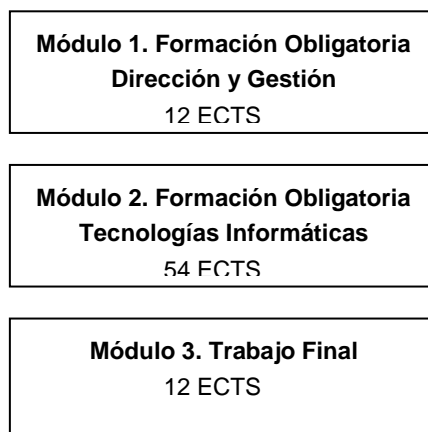 Módulo 1. Formación Obligatoria
Dirección y Gestión
12 ECTS
Módulo 2. Formación Obligatoria
Tecnologías Informáticas
54 ECTS
Módulo 3. Trabajo Final
12 ECTS